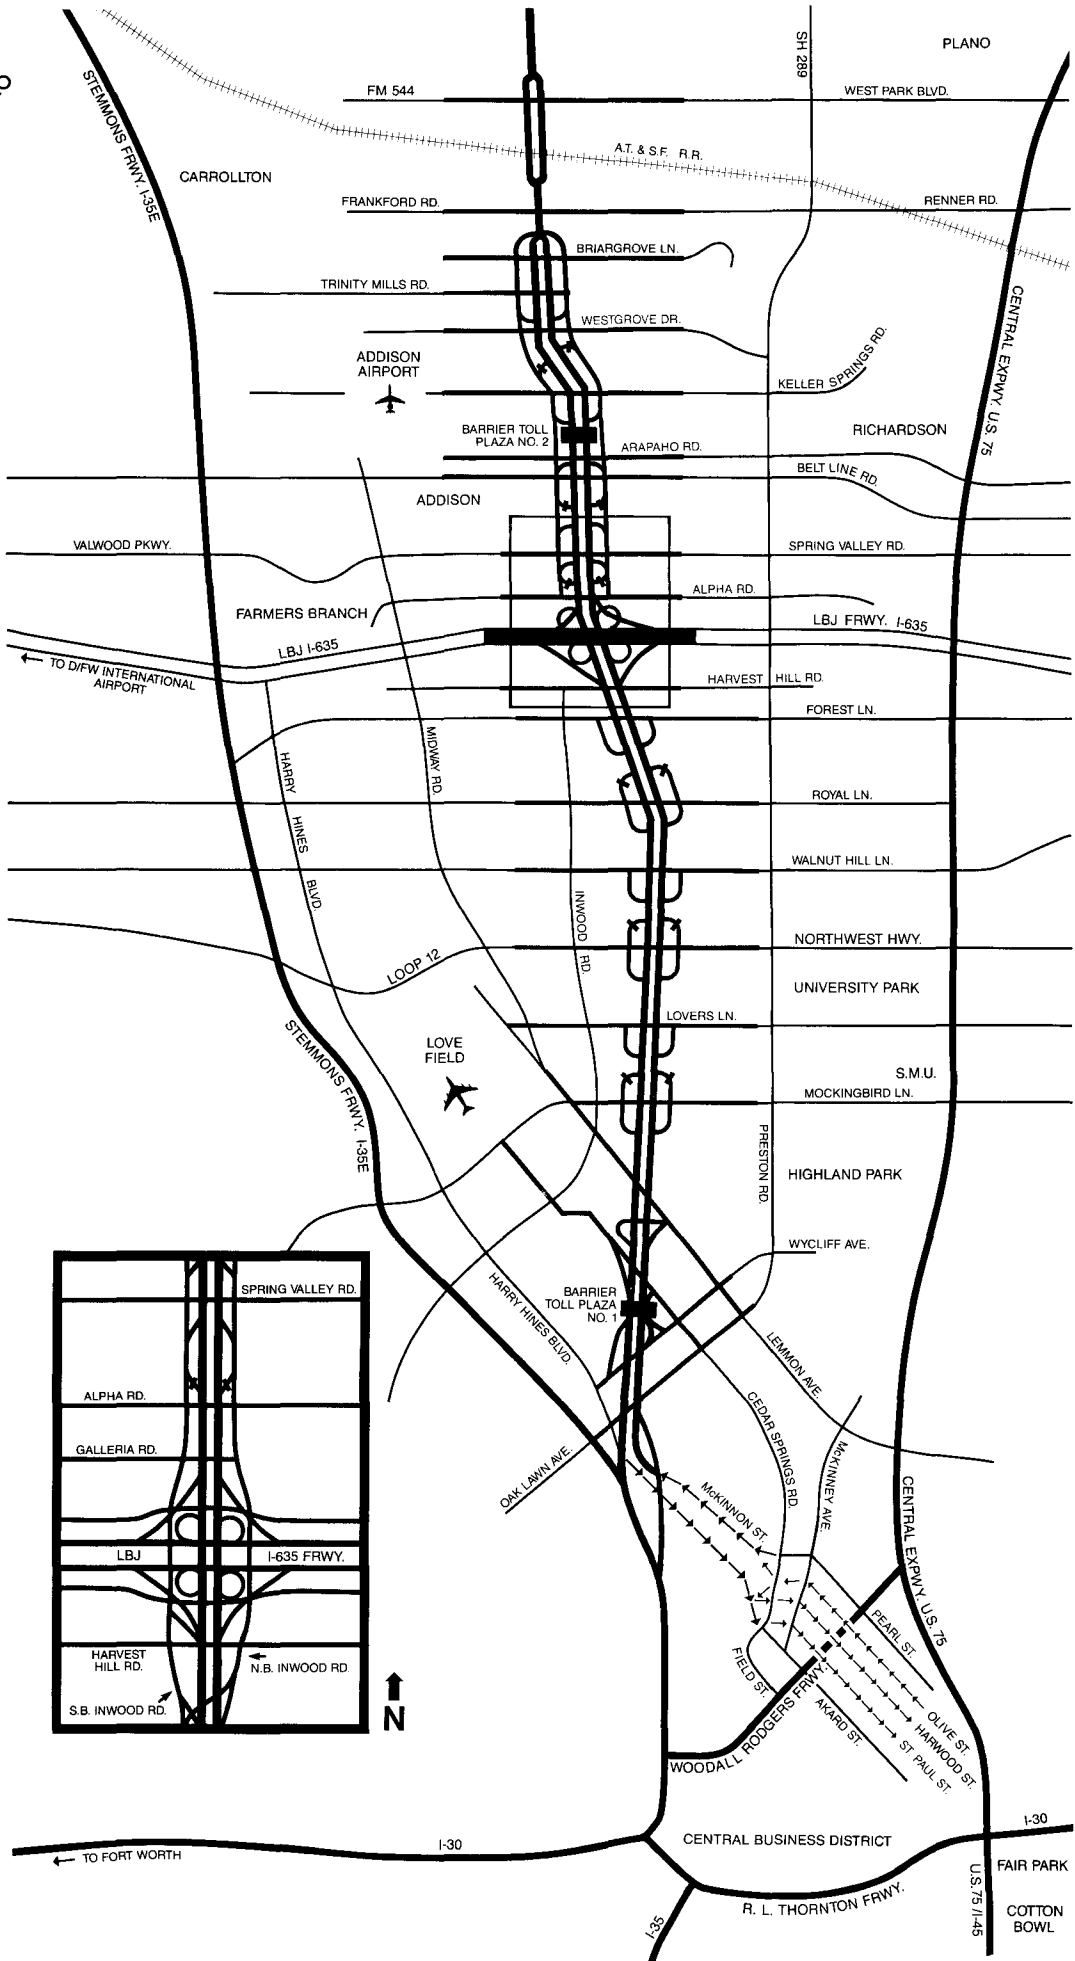 PLANO
SH 289
FM 544
WEST PARK BLVD.
STEMMONS FRWY. I-35E
A.T. & S.F. R.R.
CARROLLTON
FRANKFORD RD.
RENNER RD.
BRIARGROVE LN.
TRINITY MILLS RD.
CENTRAL EXPWY. U.S. 75
WESTGROVE DR.
ADDISON
AIRPORT
KELLER SPRINGS RD.
BARRIER TOLL
PLAZA NO. 2
RICHARDSON
ARAPAHO RD.
BELT LINE RD.
ADDISON
VALWOOD PKWY.
SPRING VALLEY RD.
ALPHA RD.
FARMERS BRANCH
LBJ FRWY. I-635
LBJ I-635
← TO D/FW INTERNATIONAL
AIRPORT
HARVEST HILL RD.
FOREST LN.
MIDWAY RD.
HARRY HINES BLVD.
ROYAL LN.
WALNUT HILL LN.
INWOOD RD.
NORTHWEST HWY.
LOOP 12
UNIVERSITY PARK
LOVERS LN.
STEMMONS FRWY. I-35E
LOVE
FIELD
S.M.U.
MOCKINGBIRD LN.
PRESTON RD.
HIGHLAND PARK
WYCLIFF AVE.
HARRY HINES BLVD.
BARRIER
TOLL PLAZA
NO. 1
LEMMON AVE.
CEDAR SPRINGS RD.
McKINNEY AVE.
OAK LAWN AVE.
McKINNON ST.
CENTRAL EXPWY. U.S. 75
PEARL ST.
FIELD ST.
WOODALL RODGERS FRWY.
AKARD ST.
OLIVE ST.
HARWOOD ST.
ST. PAUL ST.
SPRING VALLEY RD.
ALPHA RD.
GALLERIA RD.
LBJ I-635 FRWY.
HARVEST
HILL RD.
N.B. INWOOD RD.
S.B. INWOOD RD.
N
I-30
← TO FORT WORTH
CENTRAL BUSINESS DISTRICT
I-30
FAIR PARK
R. L. THORNTON FRWY.
I-35
U.S. 75 / I-45
COTTON
BOWL